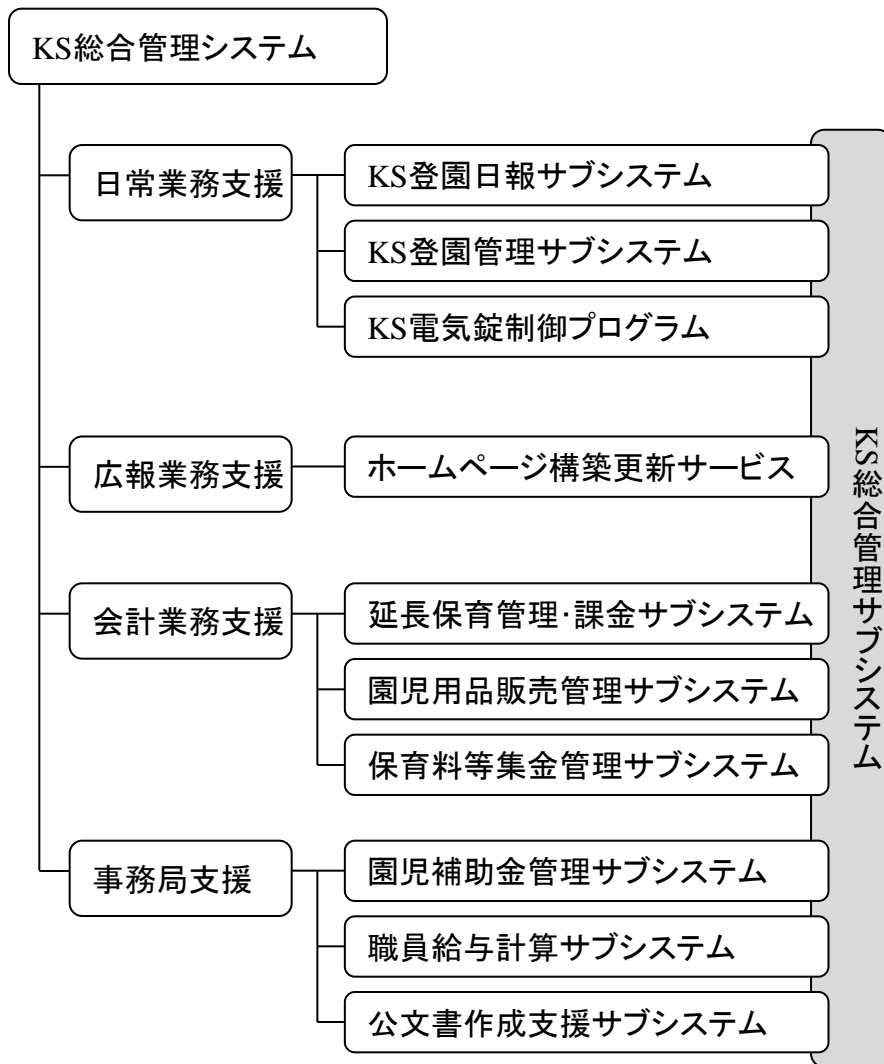 KS総合管理システム
日常業務支援
KS登園日報サブシステム
KS登園管理サブシステム
KS電気錠制御プログラム
広報業務支援
ホームページ構築更新サービス
会計業務支援
延長保育管理・課金サブシステム
園児用品販売管理サブシステム
保育料等集金管理サブシステム
事務局支援
園児補助金管理サブシステム
職員給与計算サブシステム
公文書作成支援サブシステム
KS総合管理サブシステム